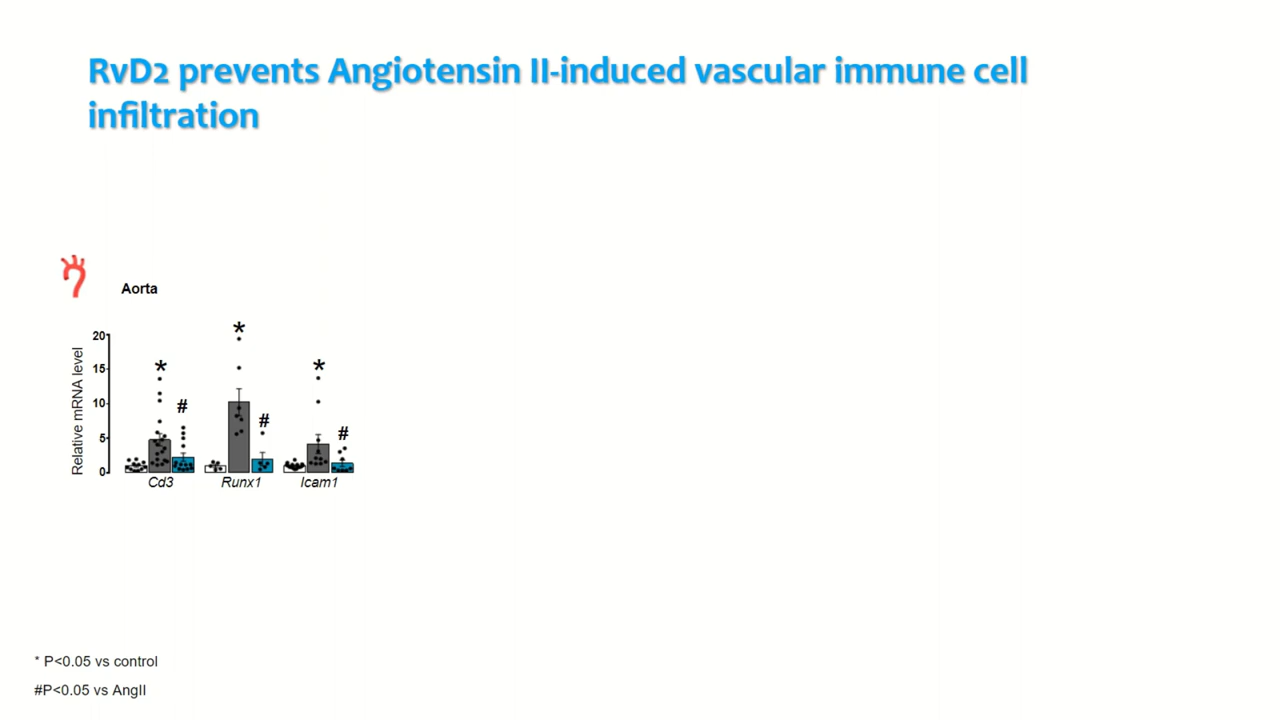 RvD2 prevents Angiotensin II-induced vascular immune cell
infiltration
Aorta
*
*
*
#
#
#
Relative mRNA level
20
15
10
5
0
Cd3 Runx1 Icam1
* P<0.05 vs control
#P<0.05 vs AngII